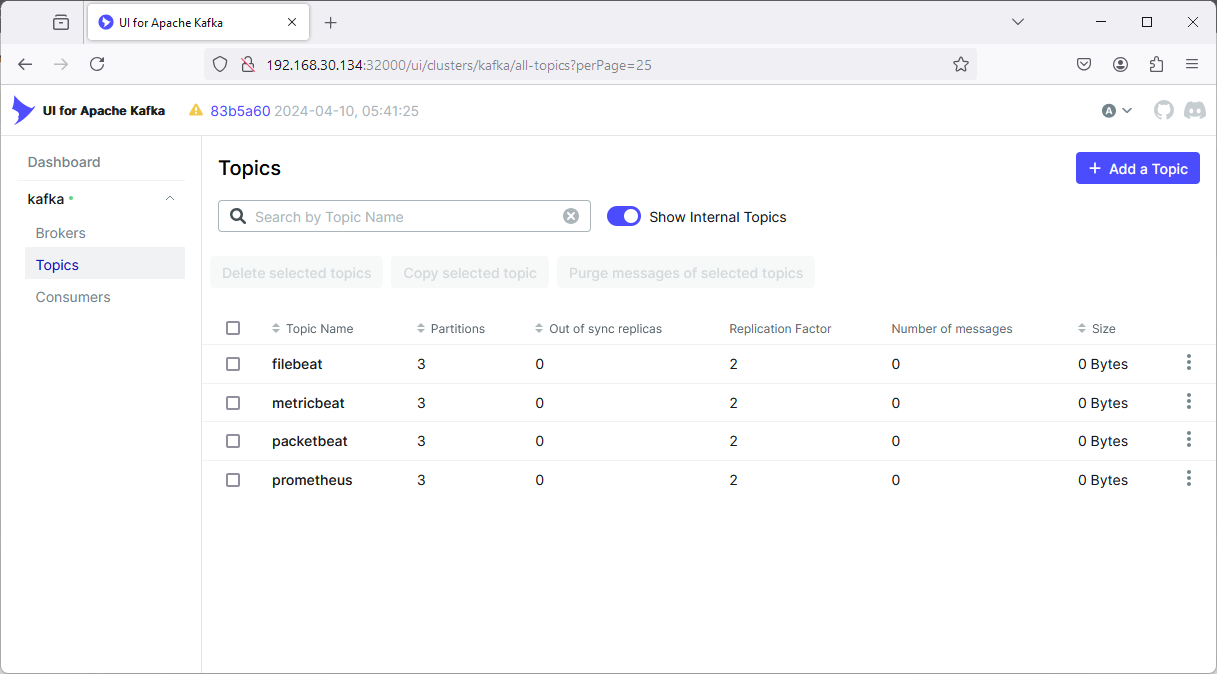 UI for Apache Kafka
192.168.30.134:32000/ui/clusters/kafka/all-topics?perPage=25
UI for Apache Kafka 83b5a60 2024-04-10, 05:41:25 A
Dashboard
kafka
Brokers
Topics
Consumers
Topics
+ Add a Topic
Search by Topic Name
Show Internal Topics
Delete selected topics Copy selected topic Purge messages of selected topics
Topic Name Partitions Out of sync replicas Replication Factor Number of messages Size
filebeat 3 0 2 0 0 Bytes
metricbeat 3 0 2 0 0 Bytes
packetbeat 3 0 2 0 0 Bytes
prometheus 3 0 2 0 0 Bytes